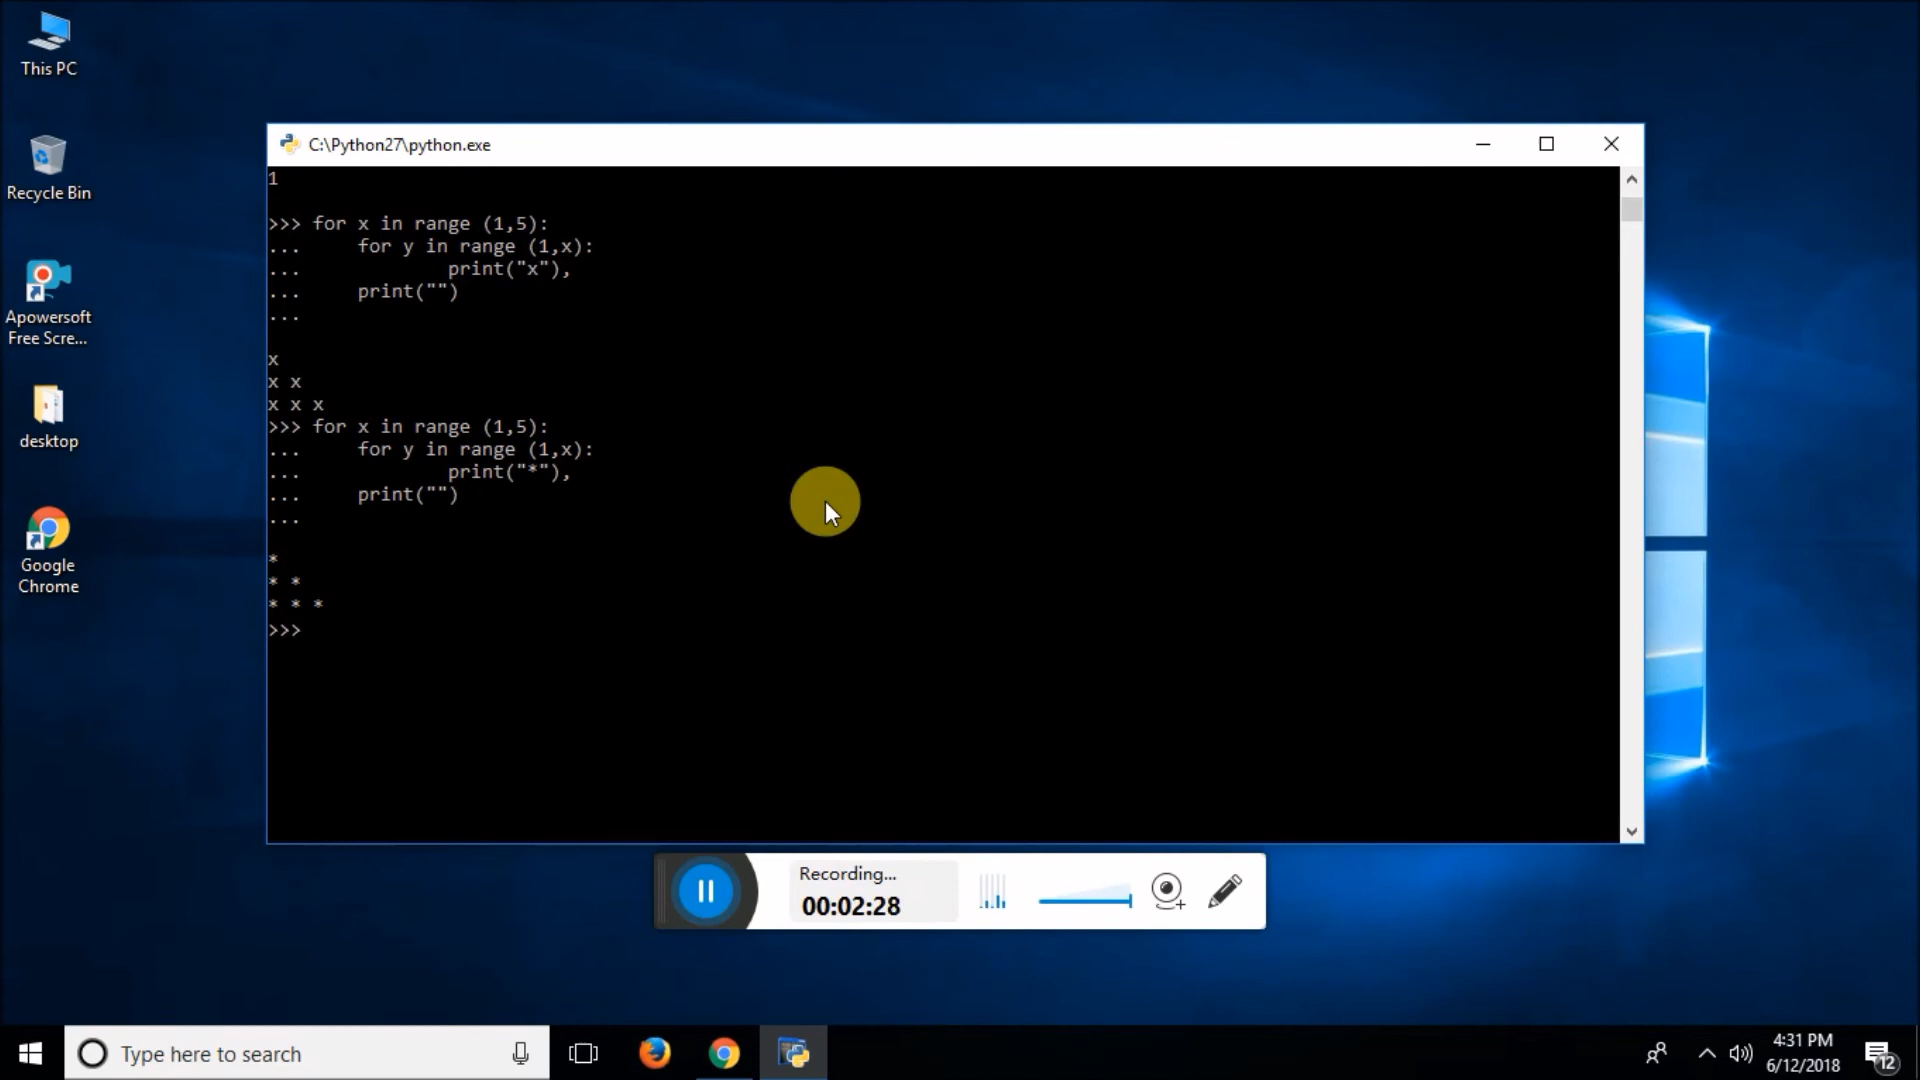 This PC
Recycle Bin
Apowersoft
Free Scre...
desktop
Google
Chrome
C:\Python27\python.exe
1
>>> for x in range (1,5):
...     for y in range (1,x):
...             print("x"),
...     print("")
...
x
x x
x x x
>>> for x in range (1,5):
...     for y in range (1,x):
...             print("*"),
...     print("")
...
*
* *
* * *
>>>
Recording...
00:02:28
Type here to search
4:31 PM
6/12/2018
12